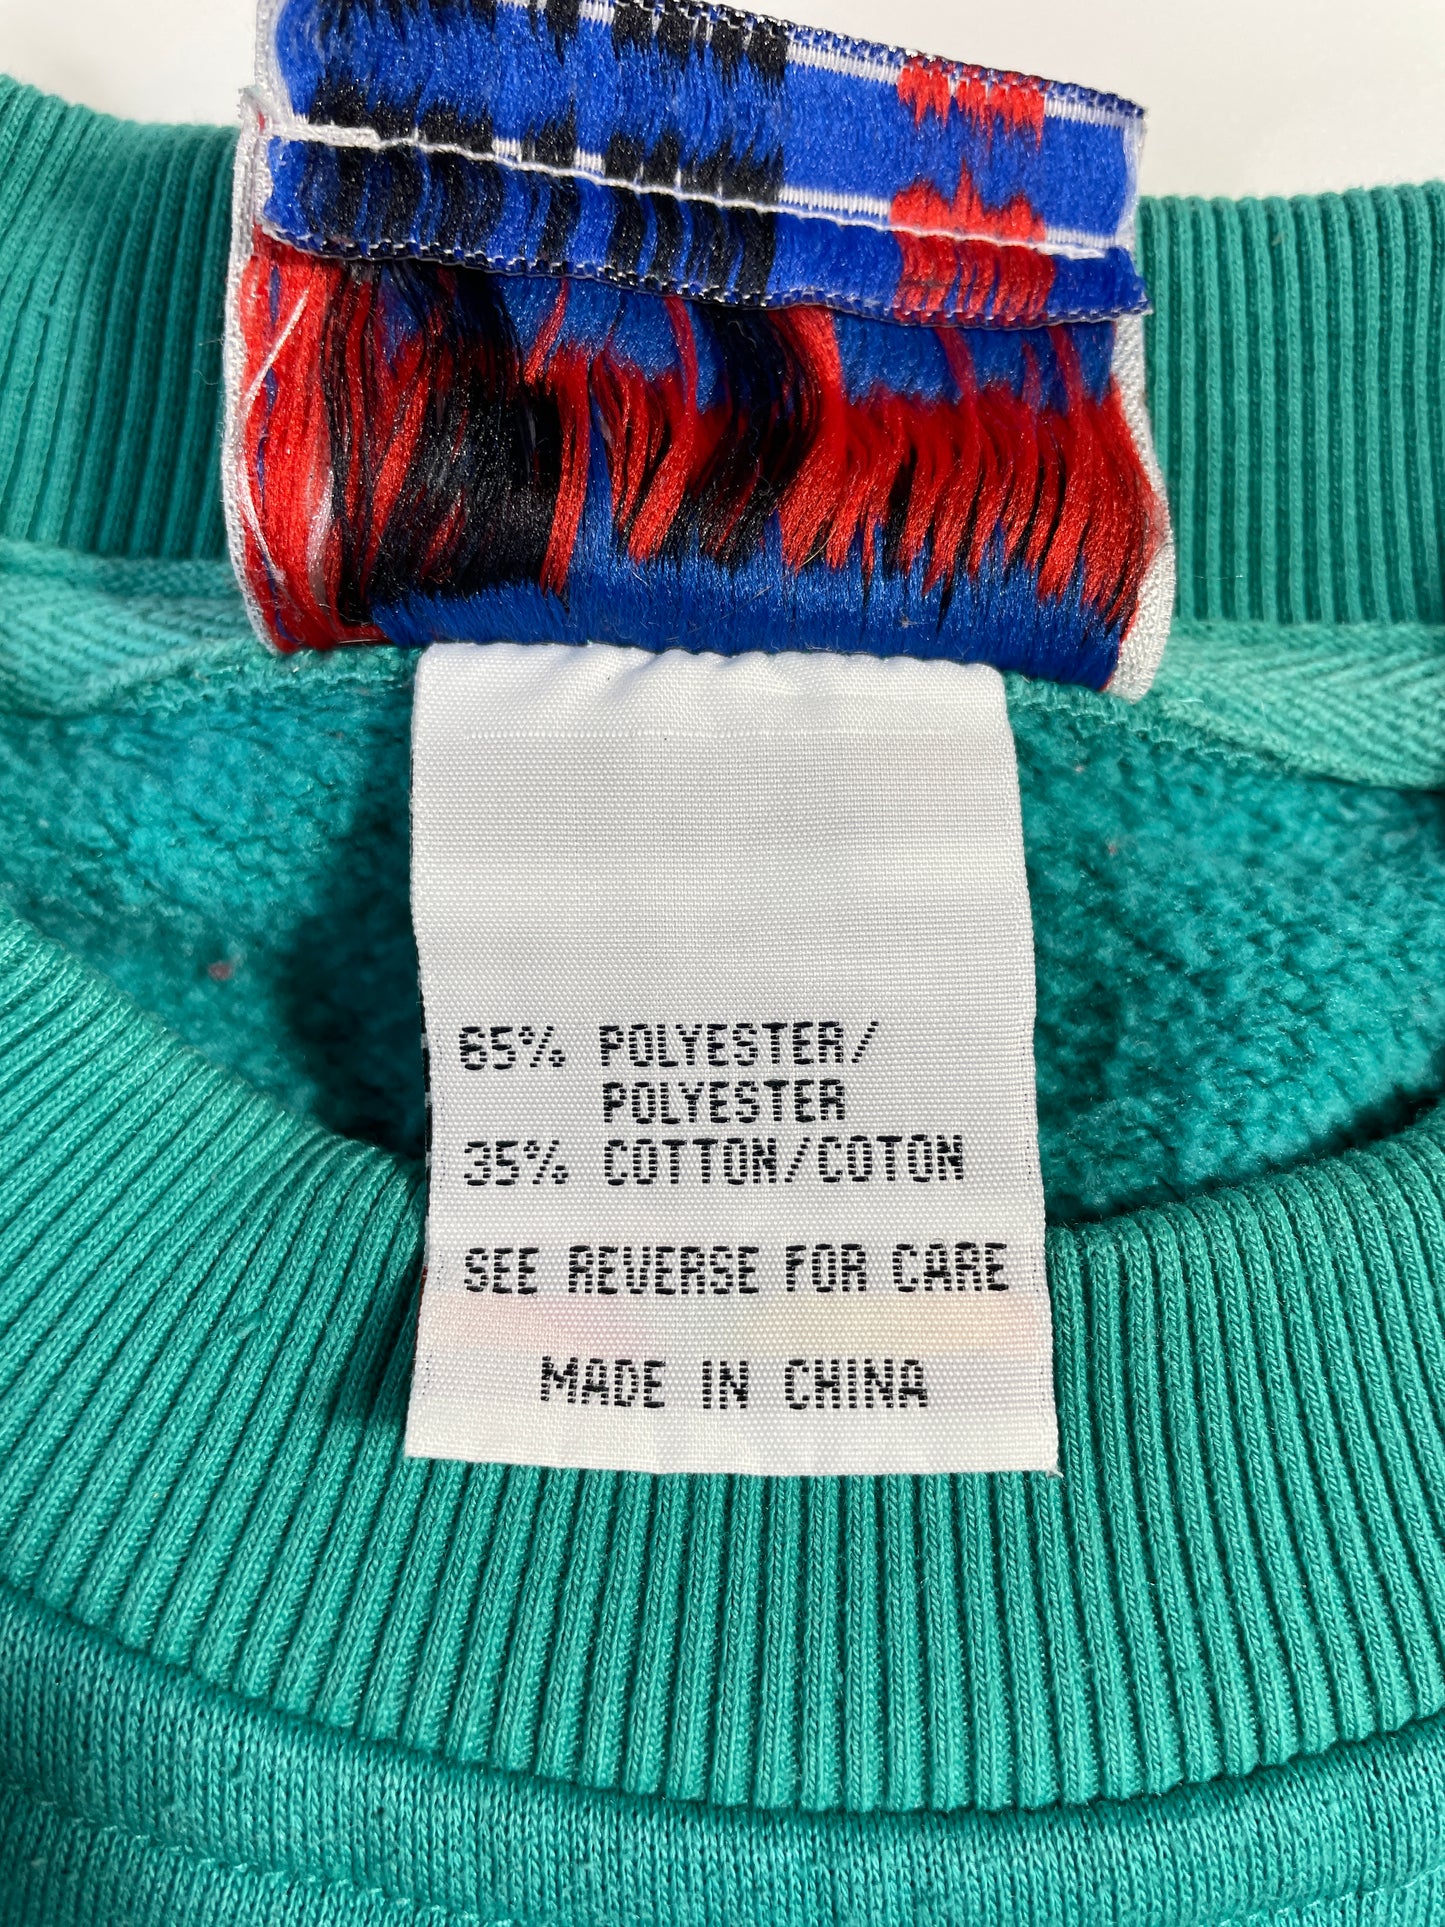 65% POLYESTER/
POLYESTER
35% COTTON/COTON
SEE REVERSE FOR CARE
MADE IN CHINA